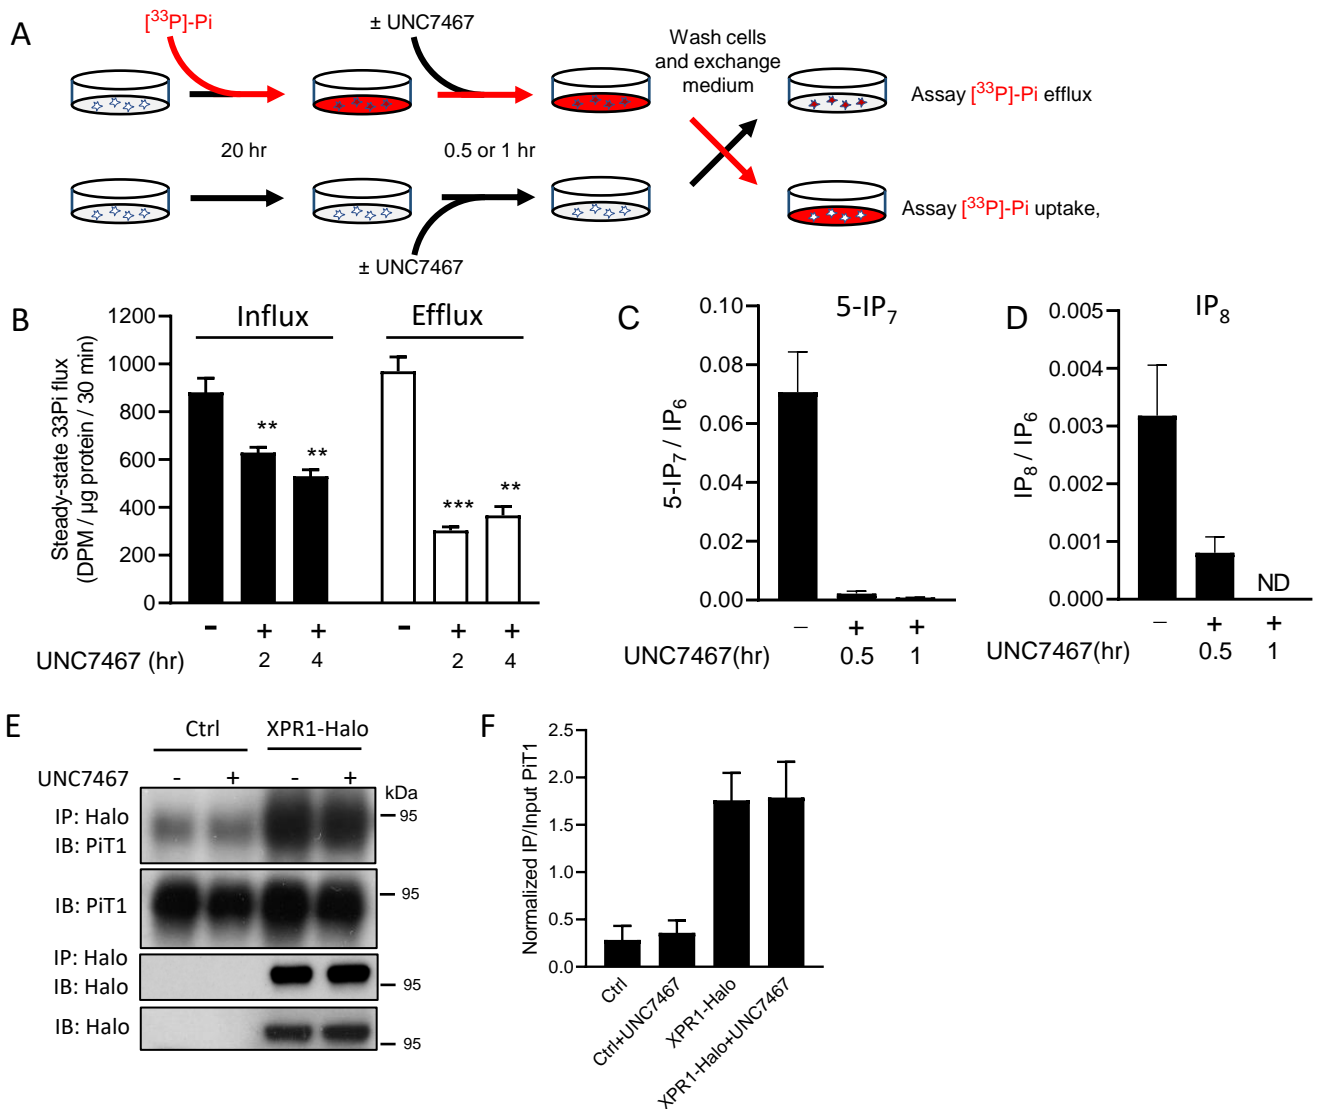 A
[³³P]-Pi
± UNC7467
Wash cells
and exchange
medium
Assay [³³P]-Pi efflux
20 hr
0.5 or 1 hr
Assay [³³P]-Pi uptake,
± UNC7467
B
Influx
Efflux
Steady-state 33Pi flux
(DPM / µg protein / 30 min)
1200
1000
800
600
400
200
0
**
**
***
**
- + + - + +
UNC7467 (hr) 2 4 2 4
C
5-IP₇
5-IP₇ / IP₆
0.10
0.08
0.06
0.04
0.02
0.00
– + +
UNC7467(hr) 0.5 1
D
IP₈
IP₈ / IP₆
0.005
0.004
0.003
0.002
0.001
0.000
ND
– + +
UNC7467(hr) 0.5 1
E
Ctrl XPR1-Halo
UNC7467 - + - +
kDa
IP: Halo
IB: PiT1
95
IB: PiT1
95
IP: Halo
IB: Halo
95
IB: Halo
95
F
Normalized IP/Input PiT1
2.5
2.0
1.5
1.0
0.5
0.0
Ctrl
Ctrl+UNC7467
XPR1-Halo
XPR1-Halo+UNC7467